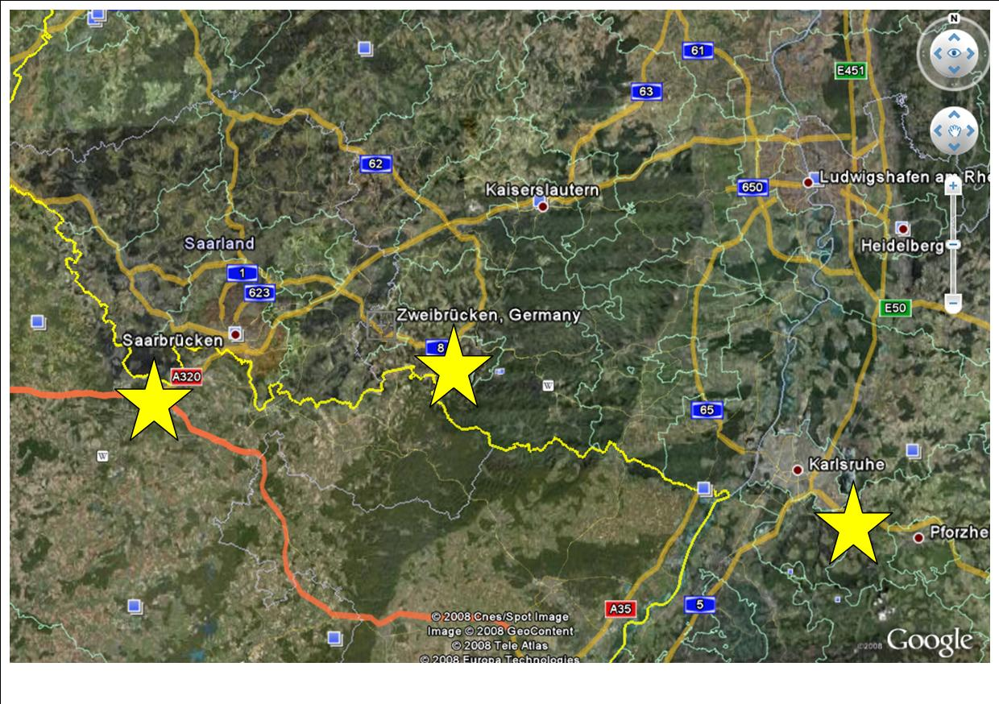 N
61
E451
63
62
Ludwigshafen am Rhe
650
Kaiserslautern
Heidelberg
Saarland
1
623
E50
Zweibrücken, Germany
Saarbrücken
8
A320
W
65
W
Karlsruhe
Pforzhe
A35
5
© 2008 Cnes/Spot Image
Image © 2008 GeoContent
© 2008 Tele Atlas
© 2008 Europa Technologies
©2008 Google